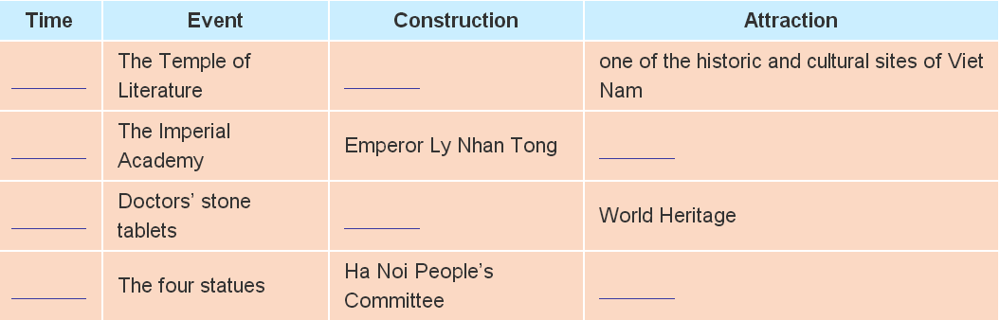 Time Event Construction Attraction
The Temple of
Literature
one of the historic and cultural sites of Viet
Nam
The Imperial
Academy
Emperor Ly Nhan Tong
Doctors’ stone
tablets
World Heritage
The four statues
Ha Noi People’s
Committee